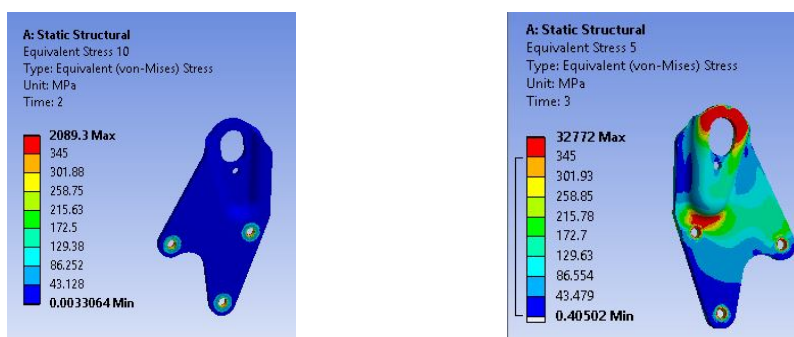 A: Static Structural
Equivalent Stress 10
Type: Equivalent (von-Mises) Stress
Unit: MPa
Time: 2
2089.3 Max
345
301.88
258.75
215.63
172.5
129.38
86.252
43.128
0.0033064 Min
A: Static Structural
Equivalent Stress 5
Type: Equivalent (von-Mises) Stress
Unit: MPa
Time: 3
32772 Max
345
301.93
258.85
215.78
172.7
129.63
86.554
43.479
0.40502 Min